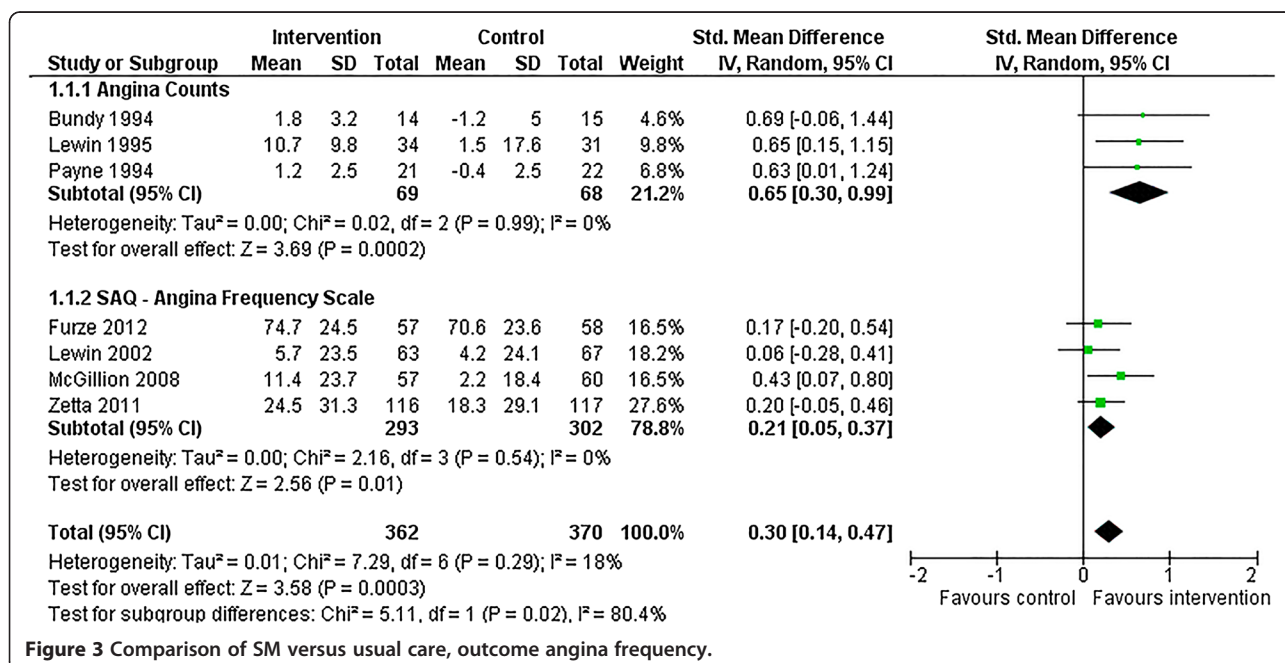 Intervention Control Std. Mean Difference Std. Mean Difference
Study or Subgroup Mean SD Total Mean SD Total Weight IV, Random, 95% CI IV, Random, 95% CI
1.1.1 Angina Counts
Bundy 1994 1.8 3.2 14 -1.2 5 15 4.6% 0.69 [-0.06, 1.44]
Lewin 1995 10.7 9.8 34 1.5 17.6 31 9.8% 0.65 [0.15, 1.15]
Payne 1994 1.2 2.5 21 -0.4 2.5 22 6.8% 0.63 [0.01, 1.24]
Subtotal (95% CI) 69 68 21.2% 0.65 [0.30, 0.99]
Heterogeneity: Tau² = 0.00; Chi² = 0.02, df = 2 (P = 0.99); I² = 0%
Test for overall effect: Z = 3.69 (P = 0.0002)
1.1.2 SAQ - Angina Frequency Scale
Furze 2012 74.7 24.5 57 70.6 23.6 58 16.5% 0.17 [-0.20, 0.54]
Lewin 2002 5.7 23.5 63 4.2 24.1 67 18.2% 0.06 [-0.28, 0.41]
McGillion 2008 11.4 23.7 57 2.2 18.4 60 16.5% 0.43 [0.07, 0.80]
Zetta 2011 24.5 31.3 116 18.3 29.1 117 27.6% 0.20 [-0.05, 0.46]
Subtotal (95% CI) 293 302 78.8% 0.21 [0.05, 0.37]
Heterogeneity: Tau² = 0.00; Chi² = 2.16, df = 3 (P = 0.54); I² = 0%
Test for overall effect: Z = 2.56 (P = 0.01)
Total (95% CI) 362 370 100.0% 0.30 [0.14, 0.47]
Heterogeneity: Tau² = 0.01; Chi² = 7.29, df = 6 (P = 0.29); I² = 18%
Test for overall effect: Z = 3.58 (P = 0.0003)
Test for subgroup differences: Chi² = 5.11, df = 1 (P = 0.02), I² = 80.4%
-2 -1 0 1 2
Favours control Favours intervention
Figure 3 Comparison of SM versus usual care, outcome angina frequency.